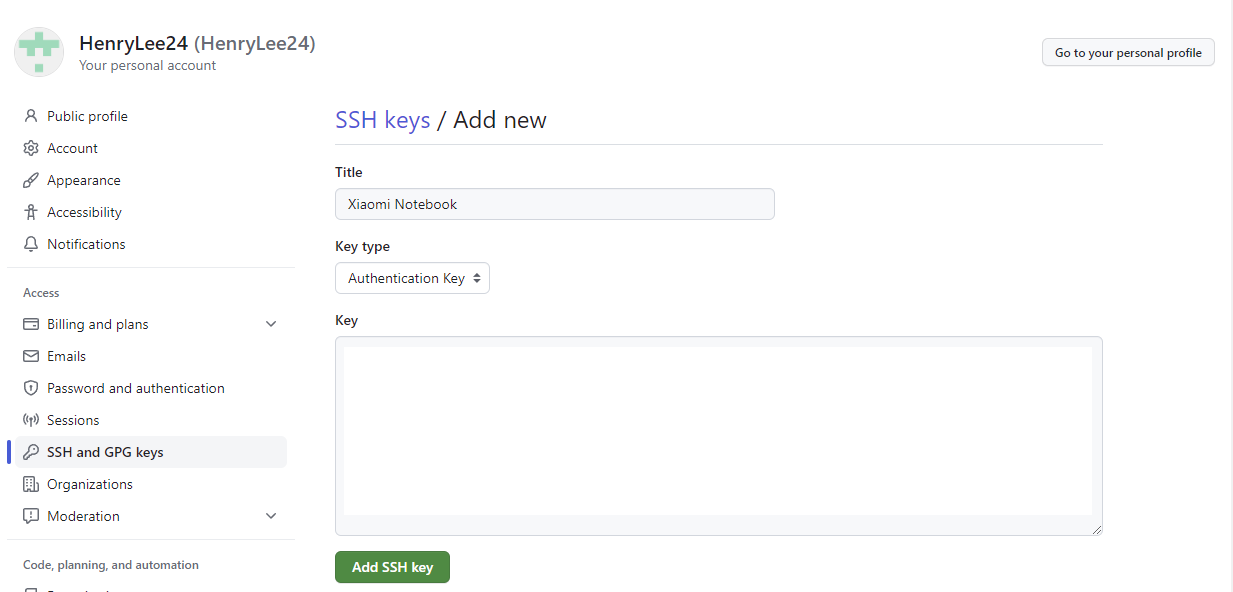 HenryLee24 (HenryLee24)
Your personal account
Go to your personal profile
Public profile
Account
Appearance
Accessibility
Notifications
Access
Billing and plans
Emails
Password and authentication
Sessions
SSH and GPG keys
Organizations
Moderation
Code, planning, and automation
SSH keys / Add new
Title
Xiaomi Notebook
Key type
Authentication Key
Key
Add SSH key